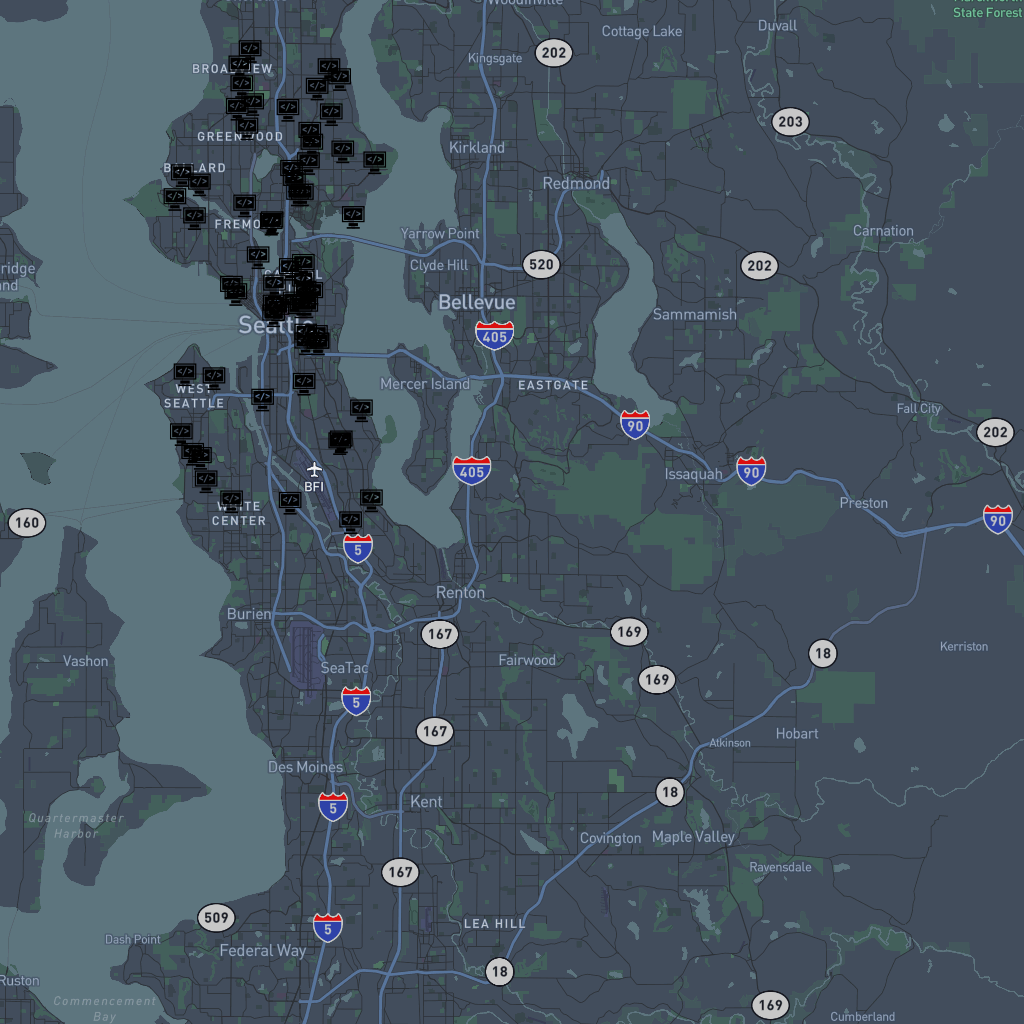 Woodinville
State Forest
Cottage Lake
Duvall
202
Kingsgate
203
GREENWOOD
Kirkland
Redmond
Yarrow Point
Carnation
Clyde Hill
520
202
Bellevue
Seattle
405
Sammamish
Mercer Island
EASTGATE
WEST
SEATTLE
Fall City
90
202
405
90
Issaquah
BFI
Preston
WHITE
CENTER
160
90
5
Renton
Burien
167
169
18
Kerriston
Vashon
SeaTac
Fairwood
169
5
167
Hobart
Atkinson
Des Moines
18
5
Kent
Quartermaster
Harbor
Covington
Maple Valley
167
Ravensdale
509
5
LEA HILL
Dash Point
Federal Way
18
Ruston
Commencement
Bay
169
Cumberland